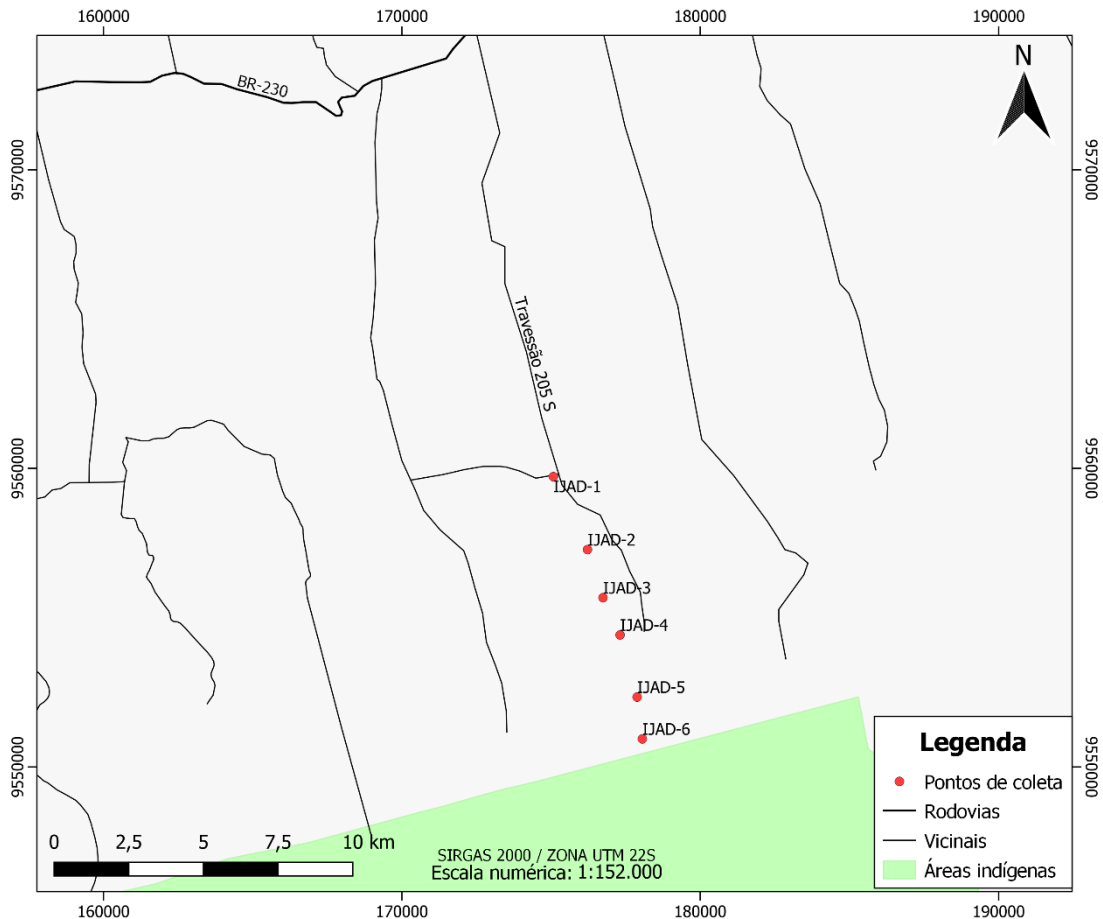 160000 170000 180000 190000
N
BR-230
9570000 9570000
Travessão 205 S
9560000 9560000
IJAD-1
IJAD-2
IJAD-3
IJAD-4
IJAD-5
IJAD-6
9550000 9550000
Legenda
Pontos de coleta
Rodovias
Vicinais
Áreas indígenas
0 2,5 5 7,5 10 km
SIRGAS 2000 / ZONA UTM 22S
Escala numérica: 1:152.000
160000 170000 180000 190000